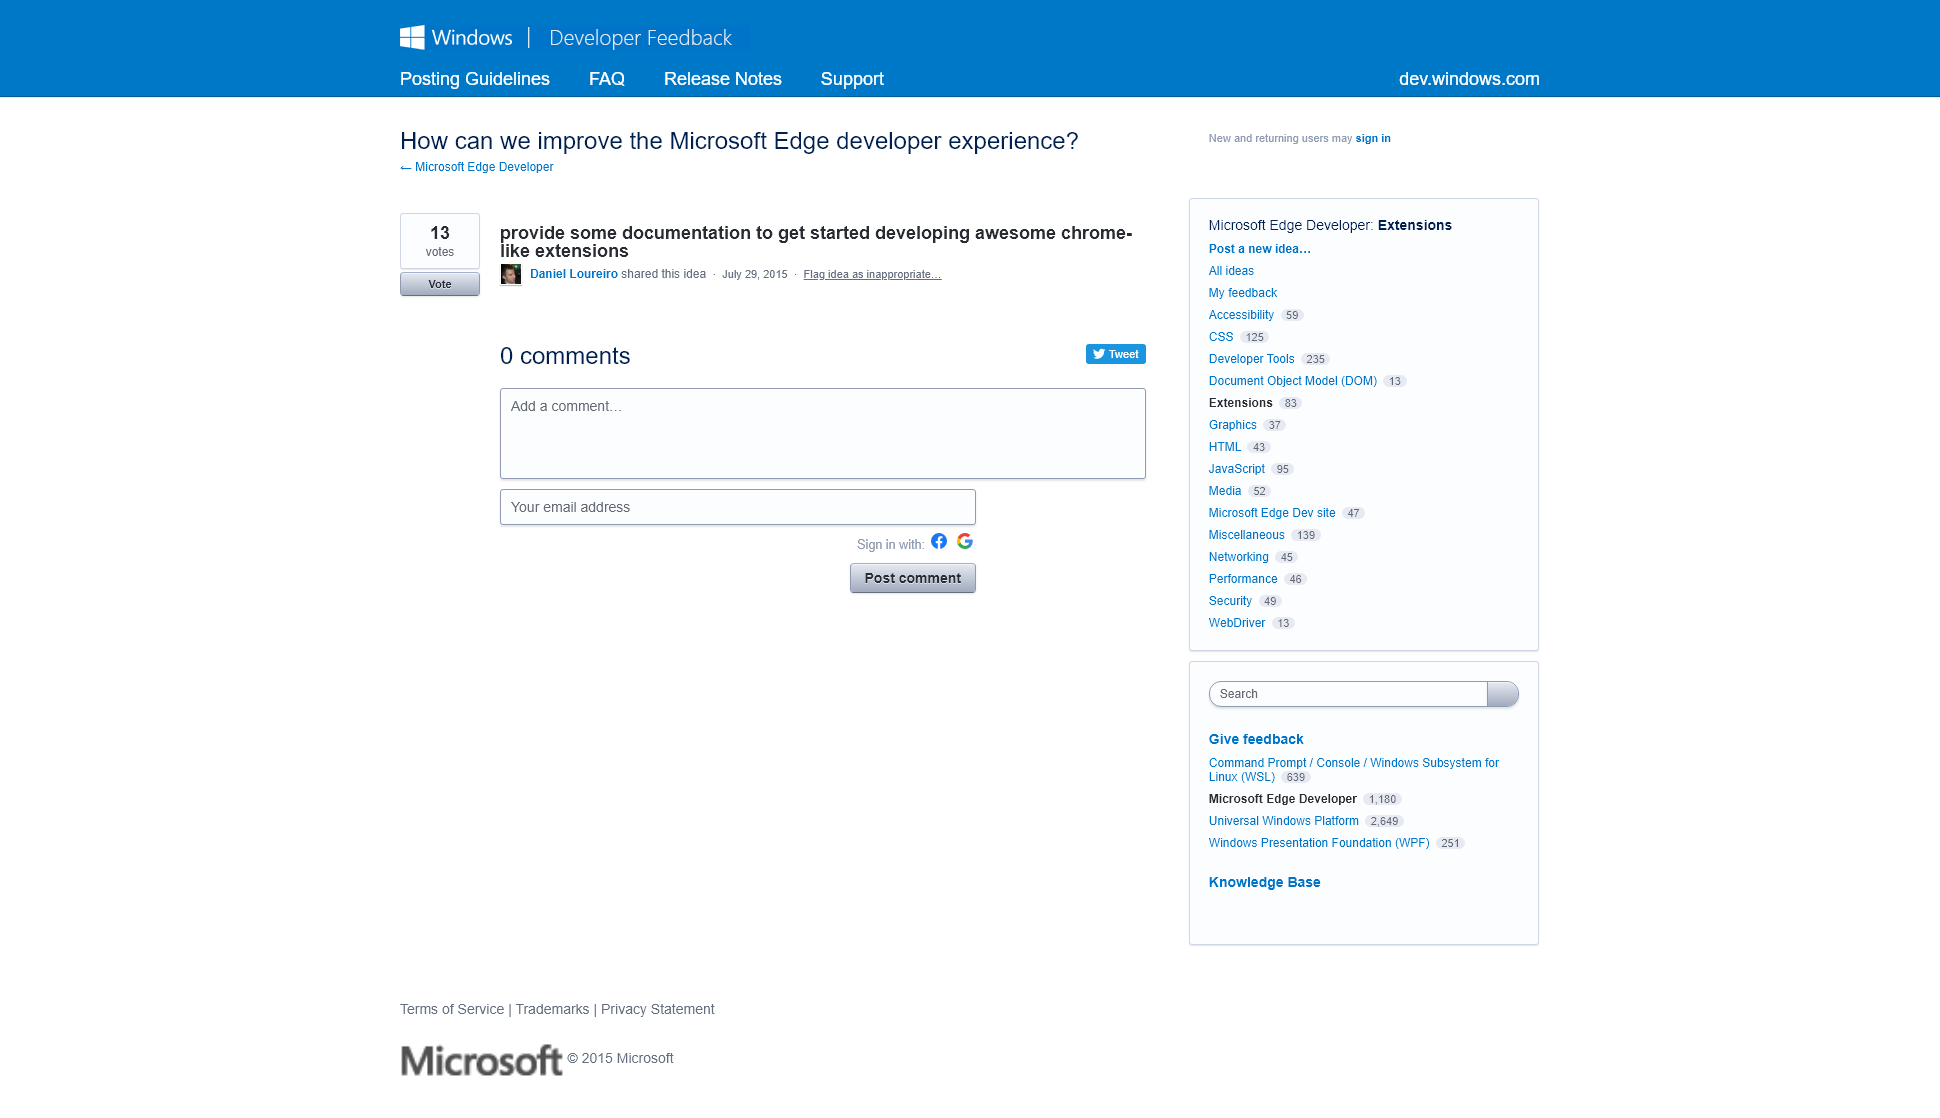 Windows | Developer Feedback
Posting Guidelines FAQ Release Notes Support dev.windows.com
How can we improve the Microsoft Edge developer experience?
← Microsoft Edge Developer
New and returning users may sign in
13
votes
Vote
provide some documentation to get started developing awesome chrome-
like extensions
Daniel Loureiro shared this idea · July 29, 2015 · Flag idea as inappropriate…
0 comments
Tweet
Add a comment…
Your email address
Sign in with:
Post comment
Microsoft Edge Developer: Extensions
Post a new idea…
All ideas
My feedback
Accessibility 59
CSS 125
Developer Tools 235
Document Object Model (DOM) 13
Extensions 83
Graphics 37
HTML 43
JavaScript 95
Media 52
Microsoft Edge Dev site 47
Miscellaneous 139
Networking 45
Performance 46
Security 49
WebDriver 13
Search
Give feedback
Command Prompt / Console / Windows Subsystem for
Linux (WSL) 639
Microsoft Edge Developer 1,180
Universal Windows Platform 2,649
Windows Presentation Foundation (WPF) 251
Knowledge Base
Terms of Service | Trademarks | Privacy Statement
Microsoft © 2015 Microsoft